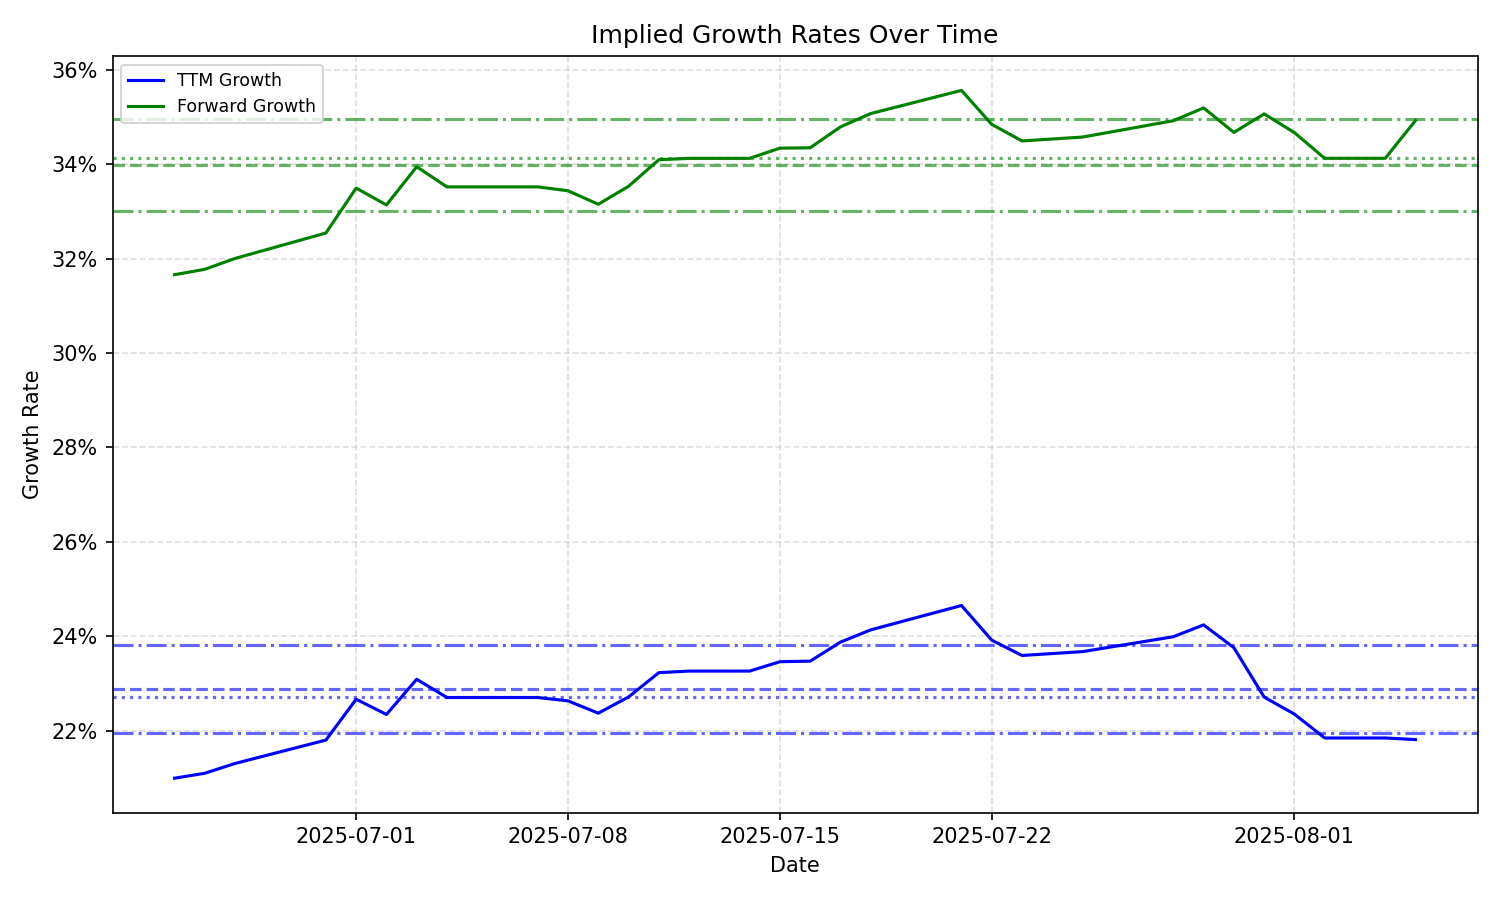 Implied Growth Rates Over Time
TTM Growth
Forward Growth
36%
34%
32%
30%
28%
26%
24%
22%
Growth Rate
2025-07-01
2025-07-08
2025-07-15
2025-07-22
2025-08-01
Date